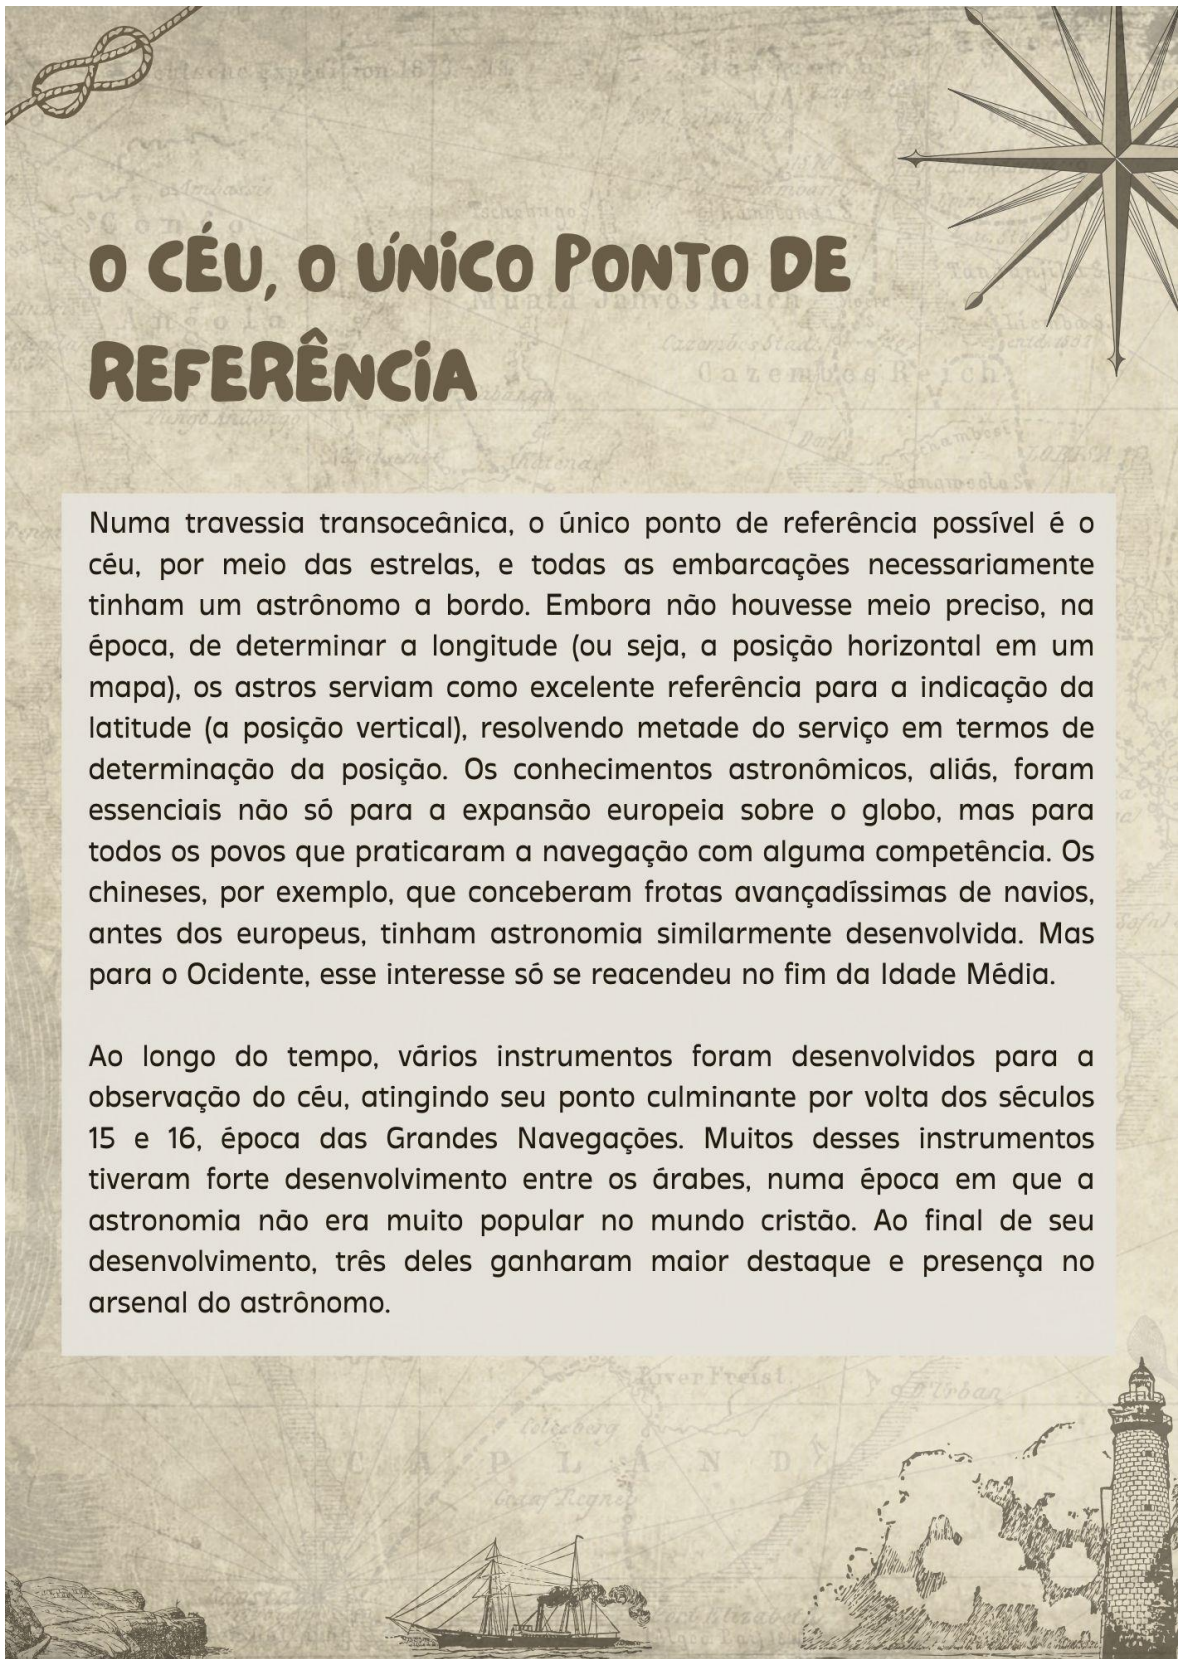 O CÉU, O ÚNICO PONTO DE
REFERÊNCIA
Numa travessia transoceânica, o único ponto de referência possível é o
céu, por meio das estrelas, e todas as embarcações necessariamente
tinham um astrônomo a bordo. Embora não houvesse meio preciso, na
época, de determinar a longitude (ou seja, a posição horizontal em um
mapa), os astros serviam como excelente referência para a indicação da
latitude (a posição vertical), resolvendo metade do serviço em termos de
determinação da posição. Os conhecimentos astronômicos, aliás, foram
essenciais não só para a expansão europeia sobre o globo, mas para
todos os povos que praticaram a navegação com alguma competência. Os
chineses, por exemplo, que conceberam frotas avançadíssimas de navios,
antes dos europeus, tinham astronomia similarmente desenvolvida. Mas
para o Ocidente, esse interesse só se reacendeu no fim da Idade Média.
Ao longo do tempo, vários instrumentos foram desenvolvidos para a
observação do céu, atingindo seu ponto culminante por volta dos séculos
15 e 16, época das Grandes Navegações. Muitos desses instrumentos
tiveram forte desenvolvimento entre os árabes, numa época em que a
astronomia não era muito popular no mundo cristão. Ao final de seu
desenvolvimento, três deles ganharam maior destaque e presença no
arsenal do astrônomo.